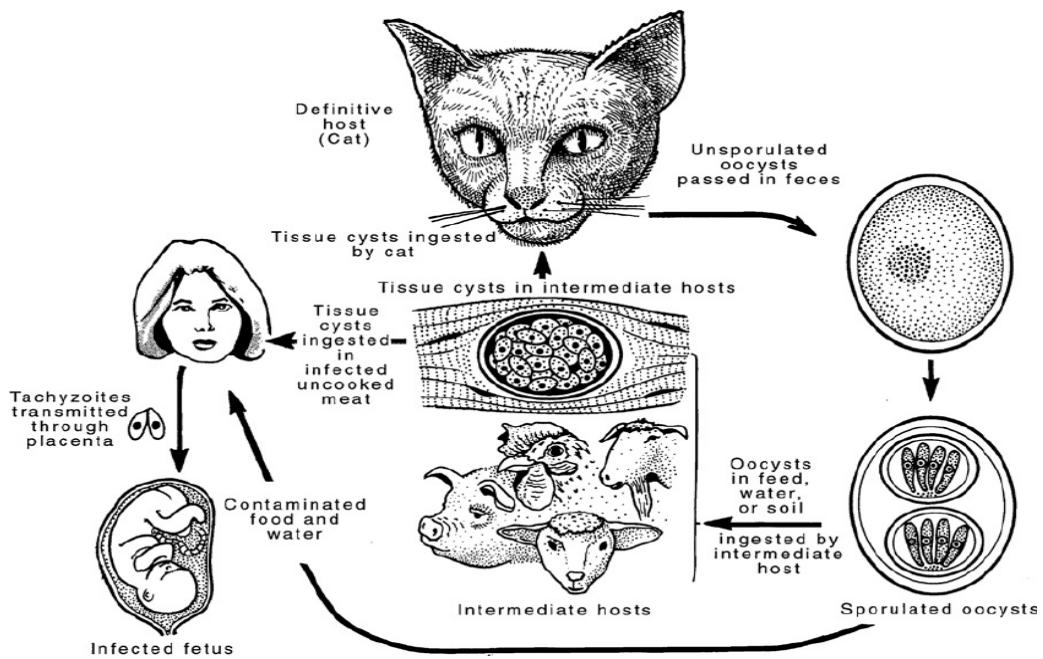 Definitive
host
(Cat)
Unsporulated
oocysts
passed in feces
Tissue cysts ingested
by cat
Tissue cysts in intermediate hosts
Tissue
cysts
ingested
in
infected
uncooked
meat
Tachyzoites
transmitted
through
placenta
Contaminated
food and
water
Oocysts
in feed,
water,
or soil
ingested by
intermediate
host
Intermediate hosts
Sporulated oocysts
Infected fetus